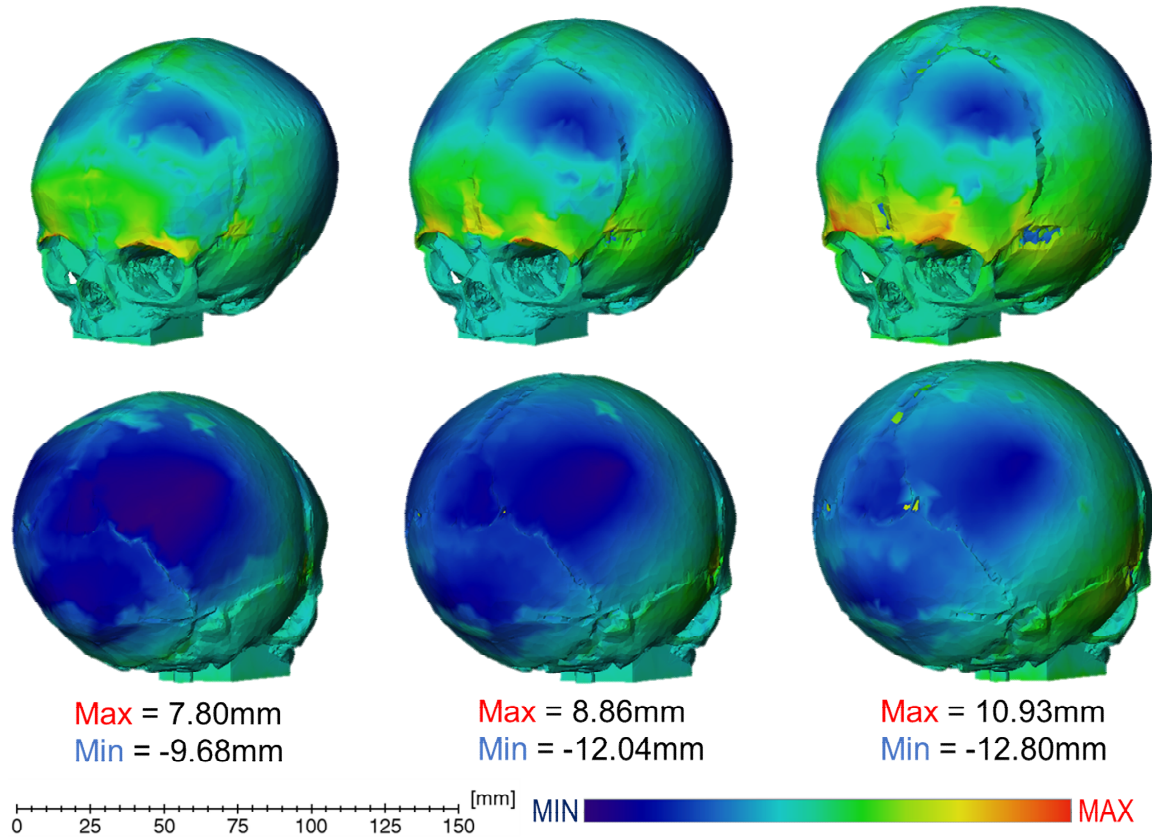 Max = 7.80mm
Min = -9.68mm
Max = 8.86mm
Min = -12.04mm
Max = 10.93mm
Min = -12.80mm
[mm]
0 25 50 75 100 125 150
MIN MAX